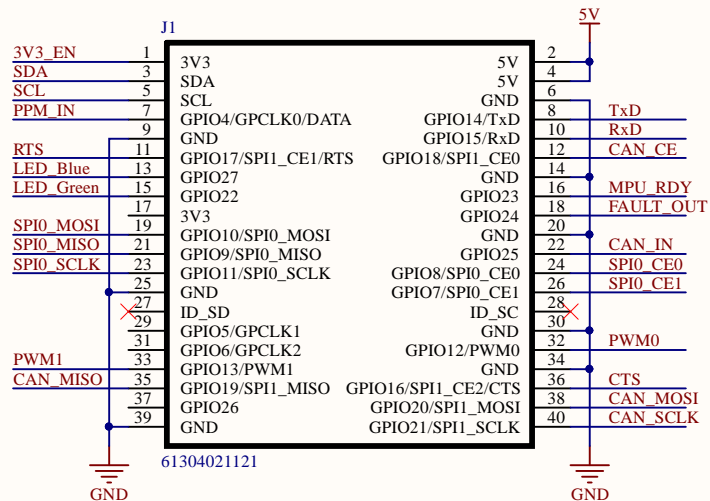 J1
5V
3V3_EN 1 3V3 5V 2
SDA 3 SDA 5V 4
SCL 5 SCL GND 6
PPM_IN 7 GPIO4/GPCLK0/DATA GPIO14/TxD 8 TxD
9 GND GPIO15/RxD 10 RxD
RTS 11 GPIO17/SPI1_CE1/RTS GPIO18/SPI1_CE0 12 CAN_CE
LED_Blue 13 GPIO27 GND 14
LED_Green 15 GPIO22 GPIO23 16 MPU_RDY
17 3V3 GPIO24 18 FAULT_OUT
SPI0_MOSI 19 GPIO10/SPI0_MOSI GND 20
SPI0_MISO 21 GPIO9/SPI0_MISO GPIO25 22 CAN_IN
SPI0_SCLK 23 GPIO11/SPI0_SCLK GPIO8/SPI0_CE0 24 SPI0_CE0
25 GND GPIO7/SPI0_CE1 26 SPI0_CE1
27 ID_SD ID_SC 28
29 GPIO5/GPCLK1 GND 30
31 GPIO6/GPCLK2 GPIO12/PWM0 32 PWM0
PWM1 33 GPIO13/PWM1 GND 34
CAN_MISO 35 GPIO19/SPI1_MISO GPIO16/SPI1_CE2/CTS 36 CTS
37 GPIO26 GPIO20/SPI1_MOSI 38 CAN_MOSI
39 GND GPIO21/SPI1_SCLK 40 CAN_SCLK
61304021121
GND GND